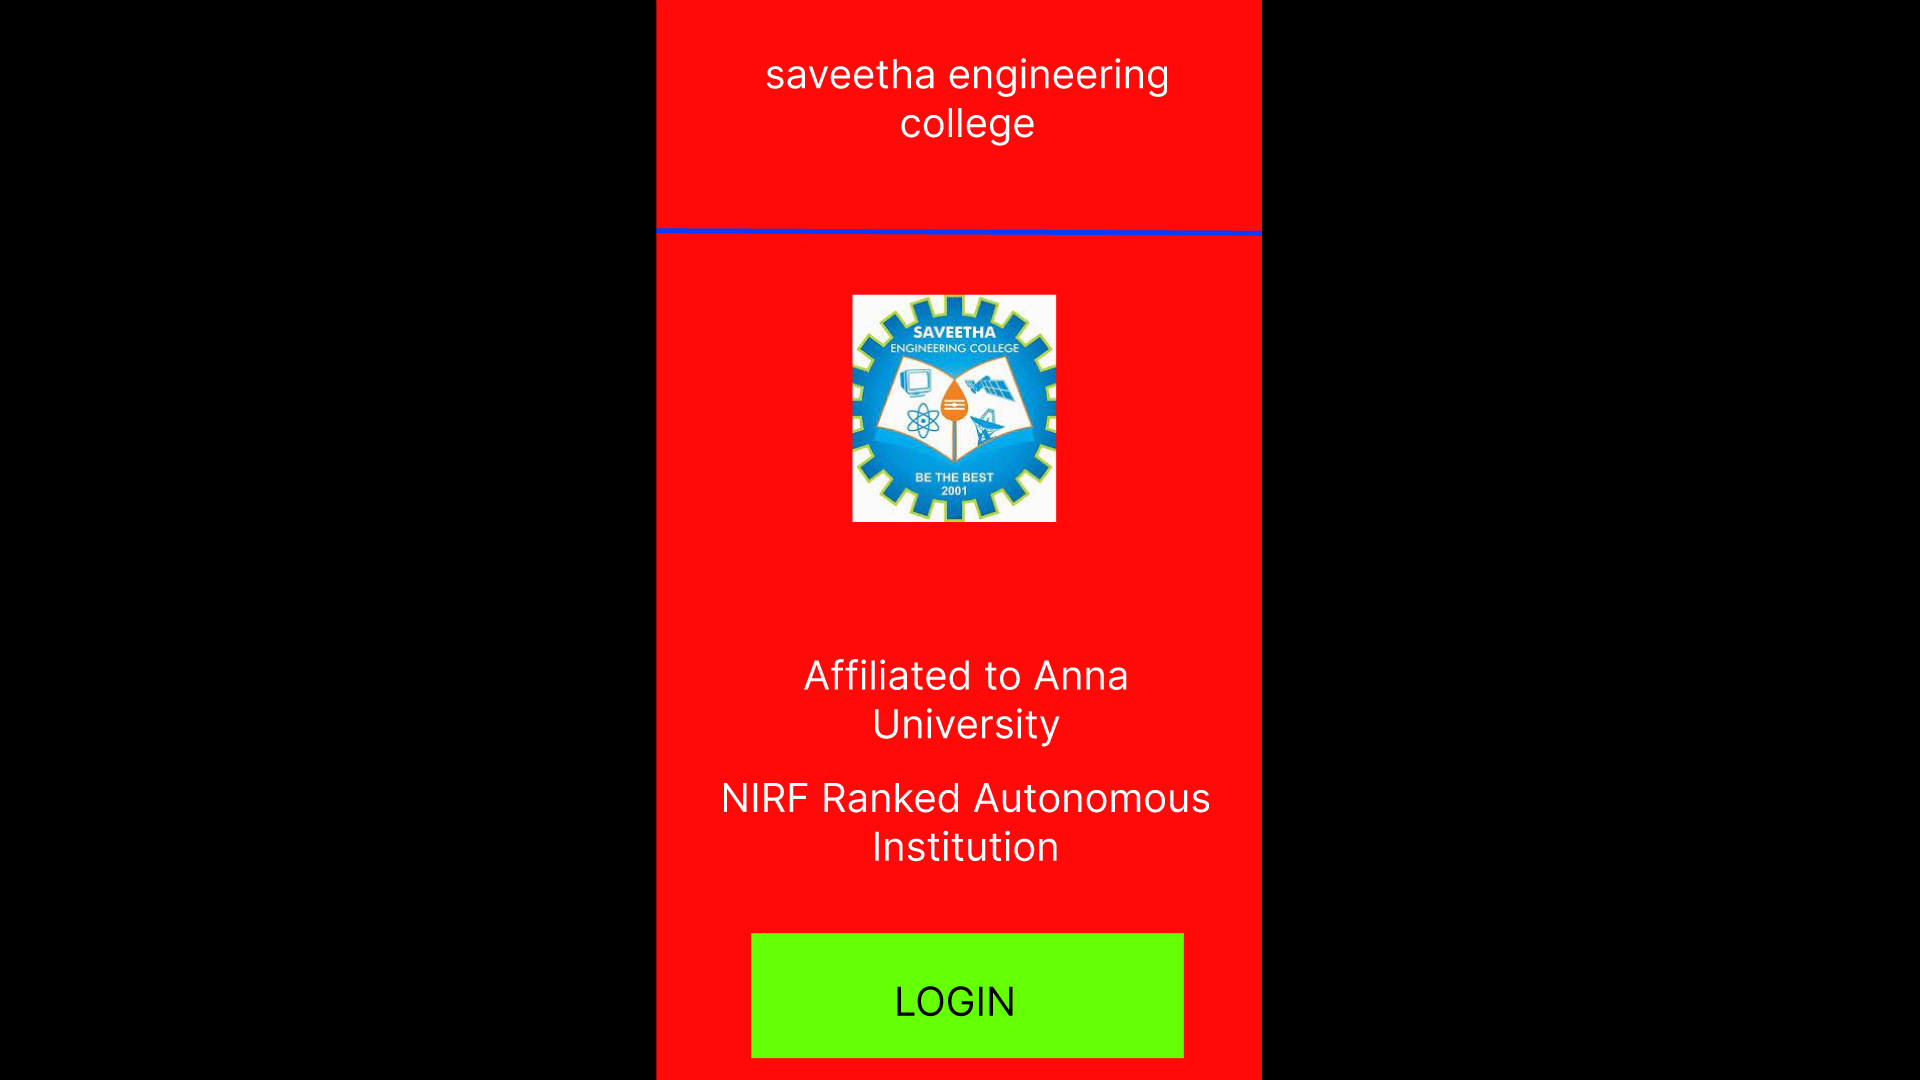 saveetha engineering
college
SAVEETHA
ENGINEERING COLLEGE
BE THE BEST
2001
Affiliated to Anna
University
NIRF Ranked Autonomous
Institution
LOGIN